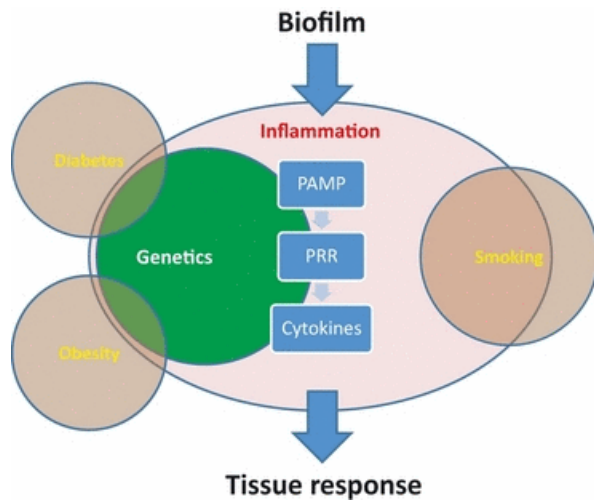 Biofilm
Inflammation
Diabetes
PAMP
Genetics
PRR
Smoking
Cytokines
Obesity
Tissue response